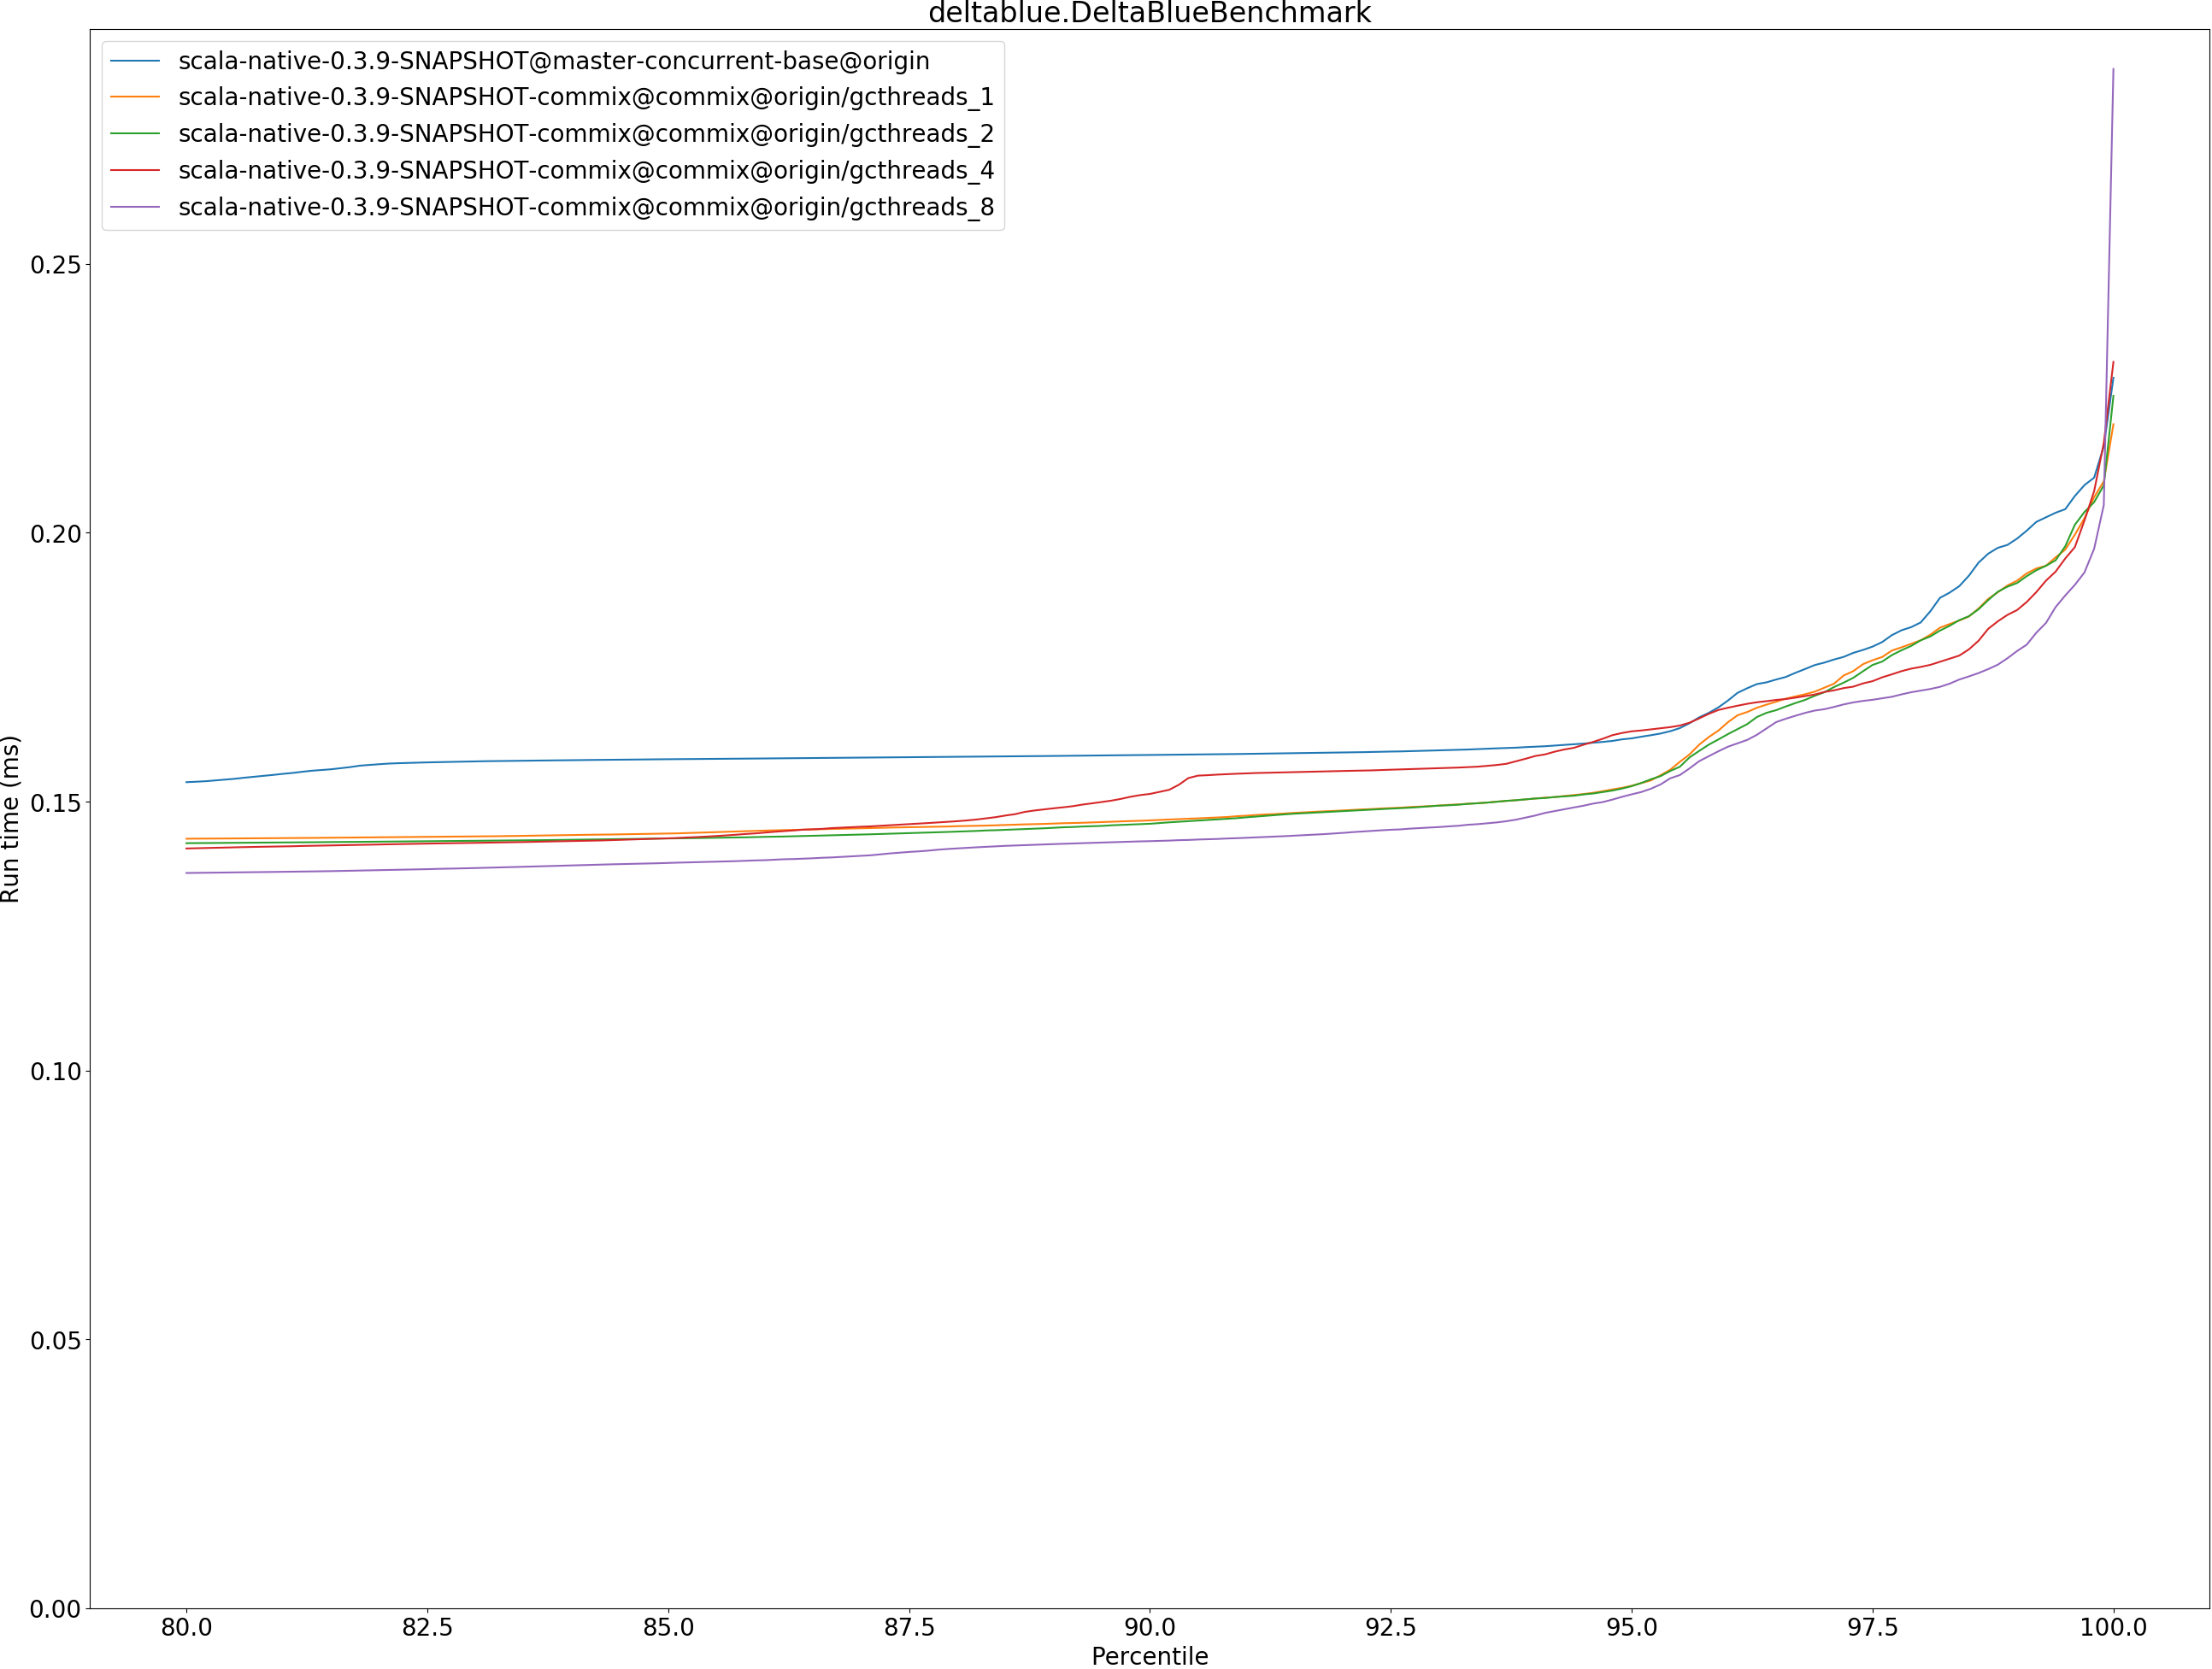 deltablue.DeltaBlueBenchmark
scala-native-0.3.9-SNAPSHOT@master-concurrent-base@origin
scala-native-0.3.9-SNAPSHOT-commix@commix@origin/gcthreads_1
scala-native-0.3.9-SNAPSHOT-commix@commix@origin/gcthreads_2
scala-native-0.3.9-SNAPSHOT-commix@commix@origin/gcthreads_4
scala-native-0.3.9-SNAPSHOT-commix@commix@origin/gcthreads_8
Run time (ms)
0.25
0.20
0.15
0.10
0.05
0.00
80.0 82.5 85.0 87.5 90.0 92.5 95.0 97.5 100.0
Percentile